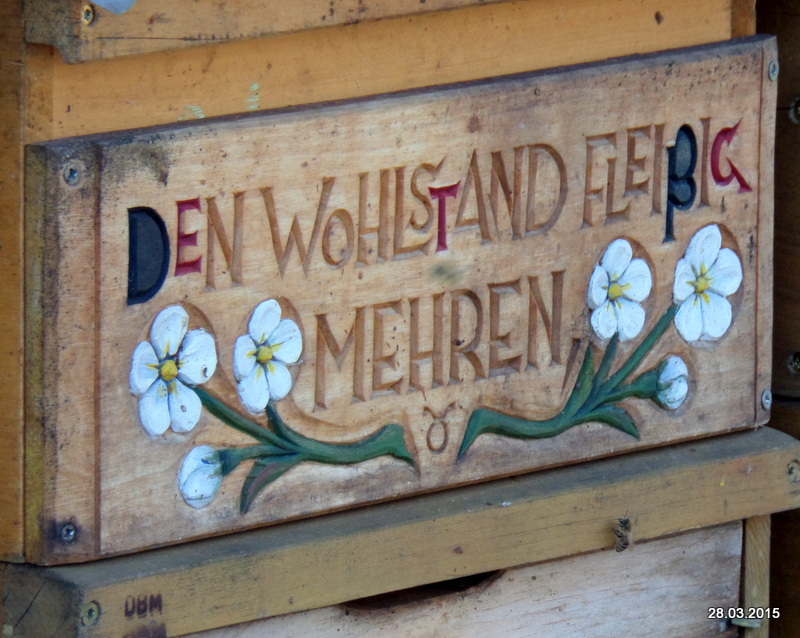 DEN WOHLSTAND FLEIßIG
MEHREN,
DBM
28.03.2015